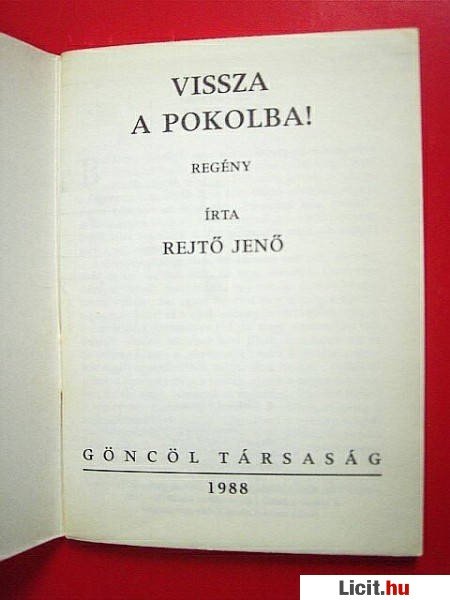 VISSZA
A POKOLBA!
REGÉNY
ÍRTA
REJTŐ JENŐ
GÖNCÖL TÁRSASÁG
1988
Licit.hu